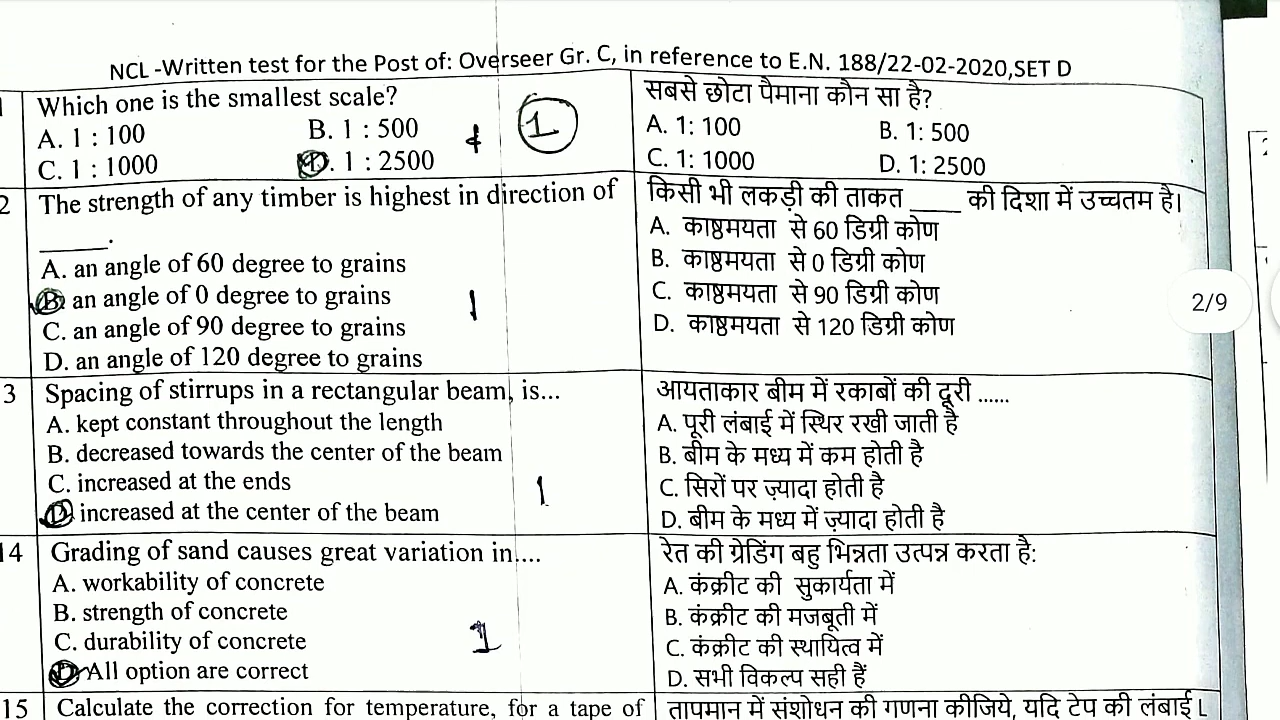 NCL -Written test for the Post of: Overseer Gr. C, in reference to E.N. 188/22-02-2020,SET D
1 Which one is the smallest scale?
A. 1 : 100 B. 1 : 500
C. 1 : 1000 D. 1 : 2500
1
सबसे छोटा पैमाना कौन सा है?
A. 1: 100 B. 1: 500
C. 1: 1000 D. 1: 2500
2 The strength of any timber is highest in direction of
_____.
A. an angle of 60 degree to grains
B. an angle of 0 degree to grains
C. an angle of 90 degree to grains
D. an angle of 120 degree to grains
1
किसी भी लकड़ी की ताकत ____ की दिशा में उच्चतम है।
A. काष्ठमयता से 60 डिग्री कोण
B. काष्ठमयता से 0 डिग्री कोण
C. काष्ठमयता से 90 डिग्री कोण
D. काष्ठमयता से 120 डिग्री कोण
2/9
3 Spacing of stirrups in a rectangular beam, is...
A. kept constant throughout the length
B. decreased towards the center of the beam
C. increased at the ends
D. increased at the center of the beam
1
आयताकार बीम में रकाबों की दूरी ......
A. पूरी लंबाई में स्थिर रखी जाती है
B. बीम के मध्य में कम होती है
C. सिरों पर ज़्यादा होती है
D. बीम के मध्य में ज़्यादा होती है
14 Grading of sand causes great variation in....
A. workability of concrete
B. strength of concrete
C. durability of concrete
D. All option are correct
1
रेत की ग्रेडिंग बहु भिन्नता उत्पन्न करता है:
A. कंक्रीट की सुकार्यता में
B. कंक्रीट की मजबूती में
C. कंक्रीट की स्थायित्व में
D. सभी विकल्प सही हैं
15 Calculate the correction for temperature, for a tape of
तापमान में संशोधन की गणना कीजिये, यदि टेप की लंबाई L